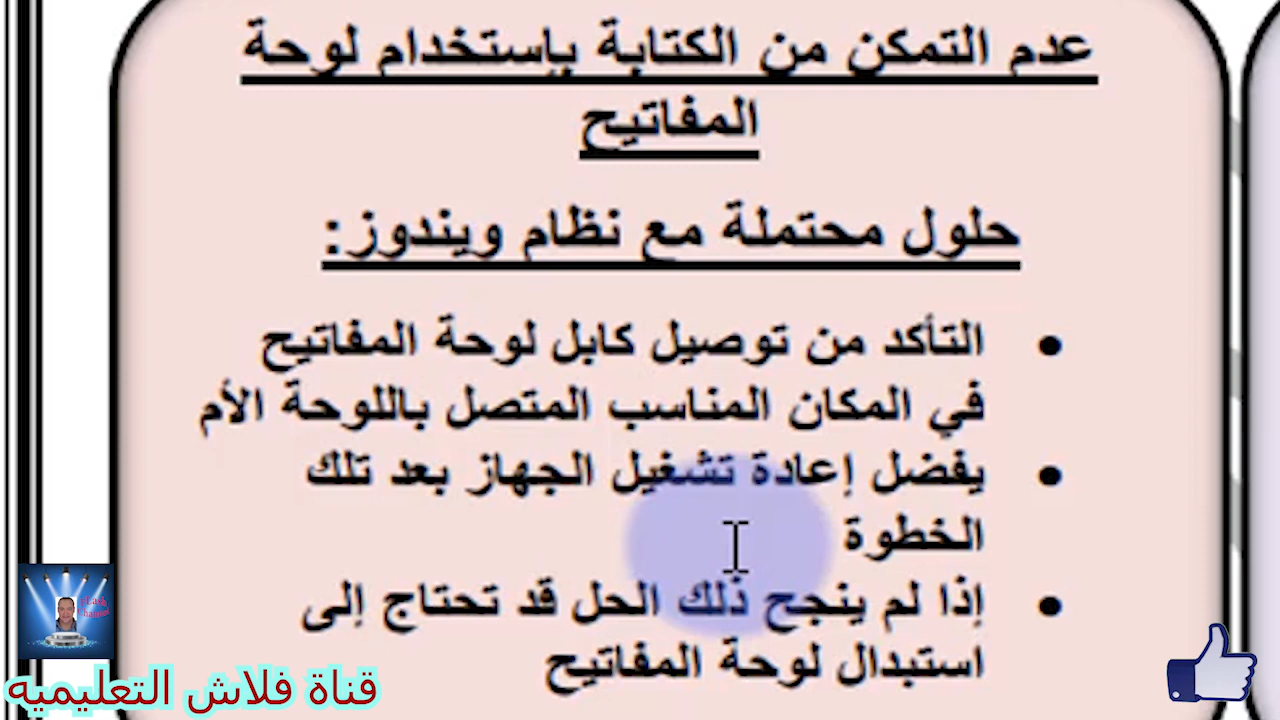 عدم التمكن من الكتابة بإستخدام لوحة
المفاتيح
حلول محتملة مع نظام ويندوز:
• التأكد من توصيل كابل لوحة المفاتيح
في المكان المناسب المتصل باللوحة الأم
• يفضل إعادة تشغيل الجهاز بعد تلك
الخطوة
• إذا لم ينجح ذلك الحل قد تحتاج إلى
استبدال لوحة المفاتيح
قناة فلاش التعليميه